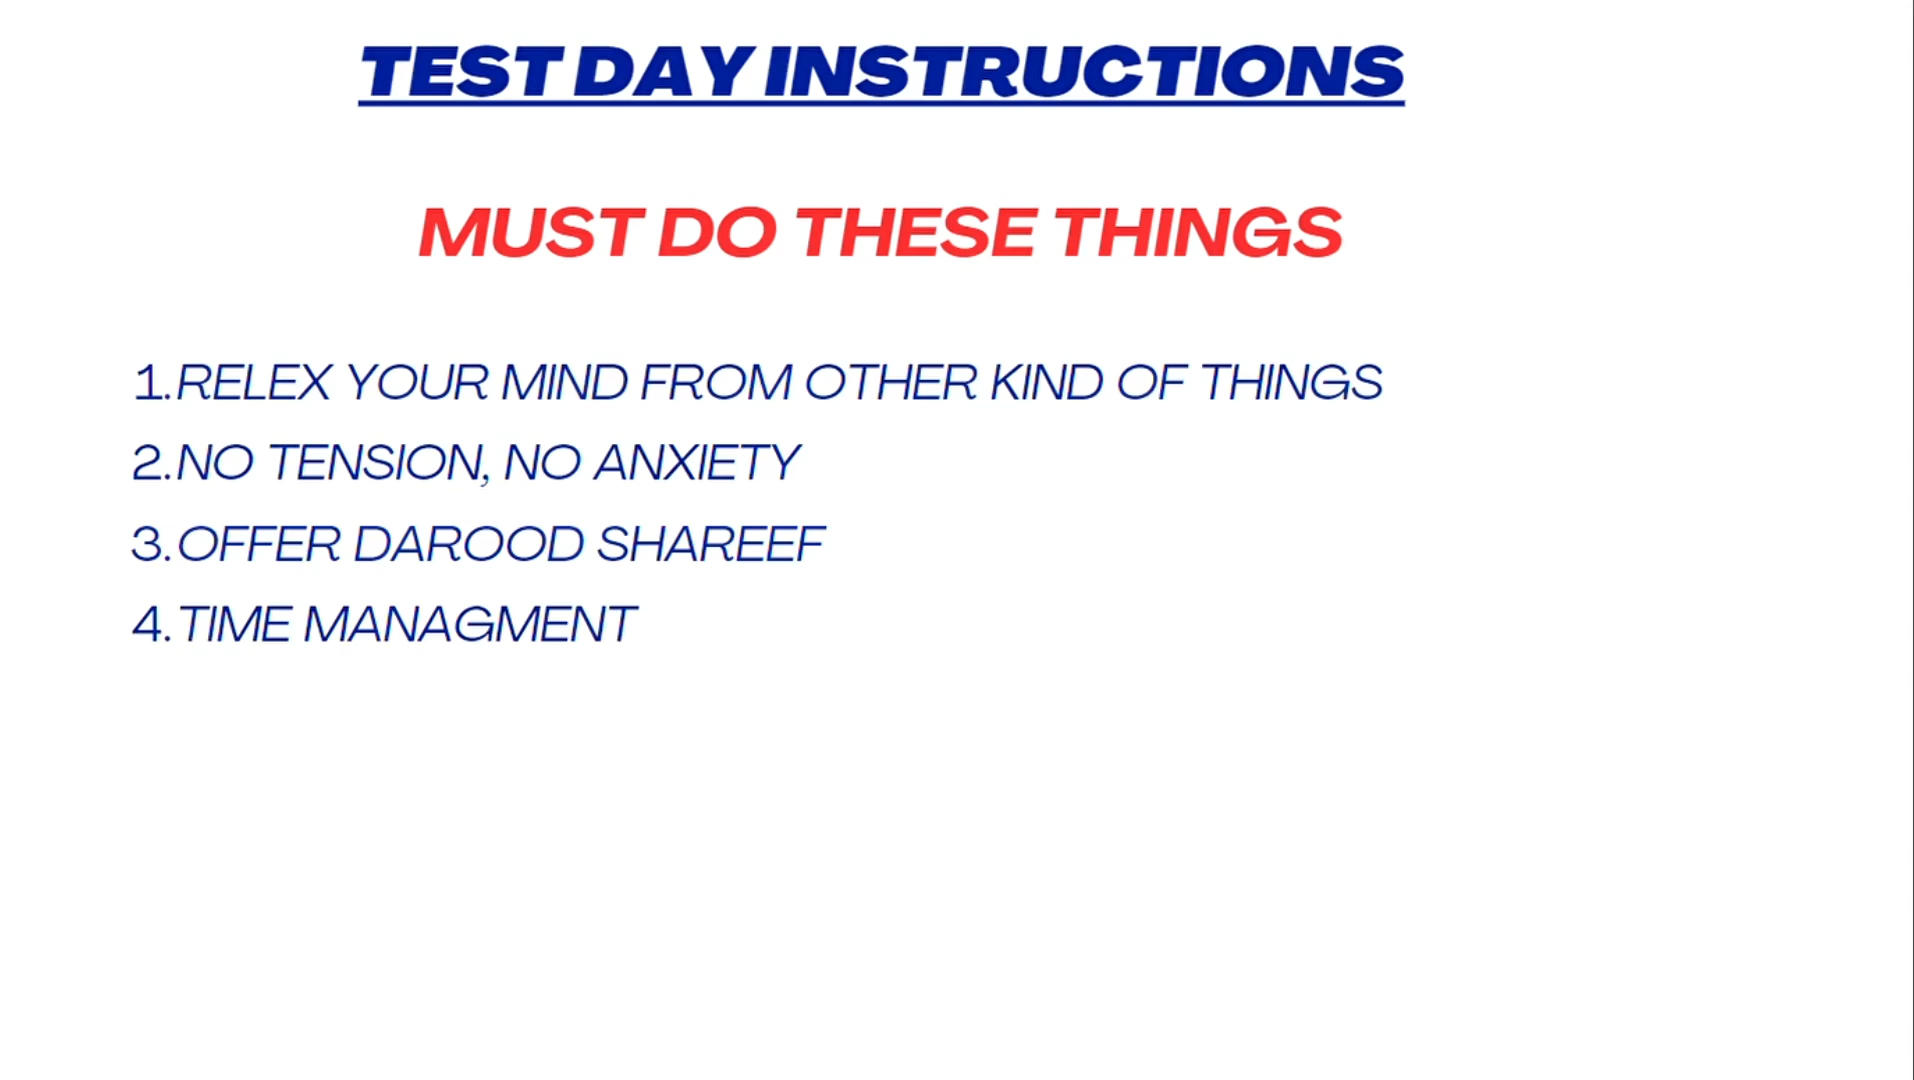 TEST DAY INSTRUCTIONS
MUST DO THESE THINGS
1. RELEX YOUR MIND FROM OTHER KIND OF THINGS
2. NO TENSION, NO ANXIETY
3. OFFER DAROOD SHAREEF
4. TIME MANAGMENT